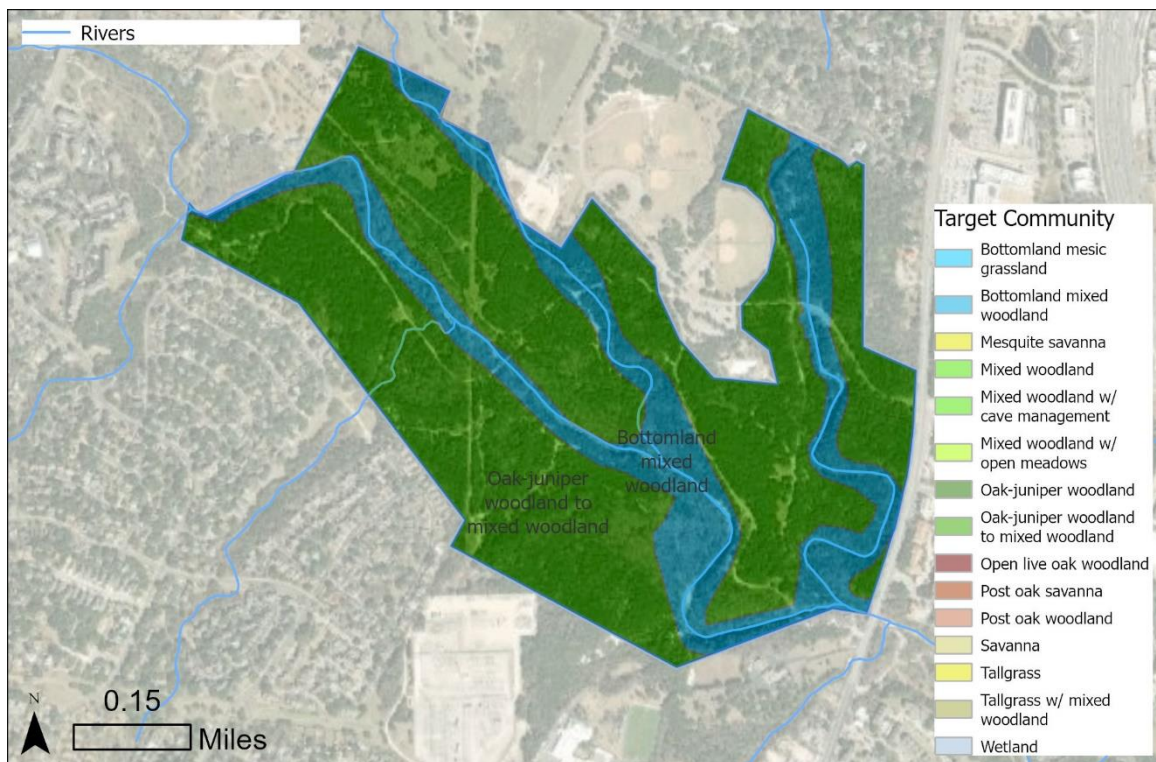 Rivers
Target Community
Bottomland mesic
grassland
Bottomland mixed
woodland
Mesquite savanna
Mixed woodland
Mixed woodland w/
cave management
Mixed woodland w/
open meadows
Oak-juniper woodland
Oak-juniper woodland
to mixed woodland
Open live oak woodland
Post oak savanna
Post oak woodland
Savanna
Tallgrass
Tallgrass w/ mixed
woodland
Wetland
Bottomland
mixed
woodland
Oak-juniper
woodland to
mixed woodland
N
0.15
Miles